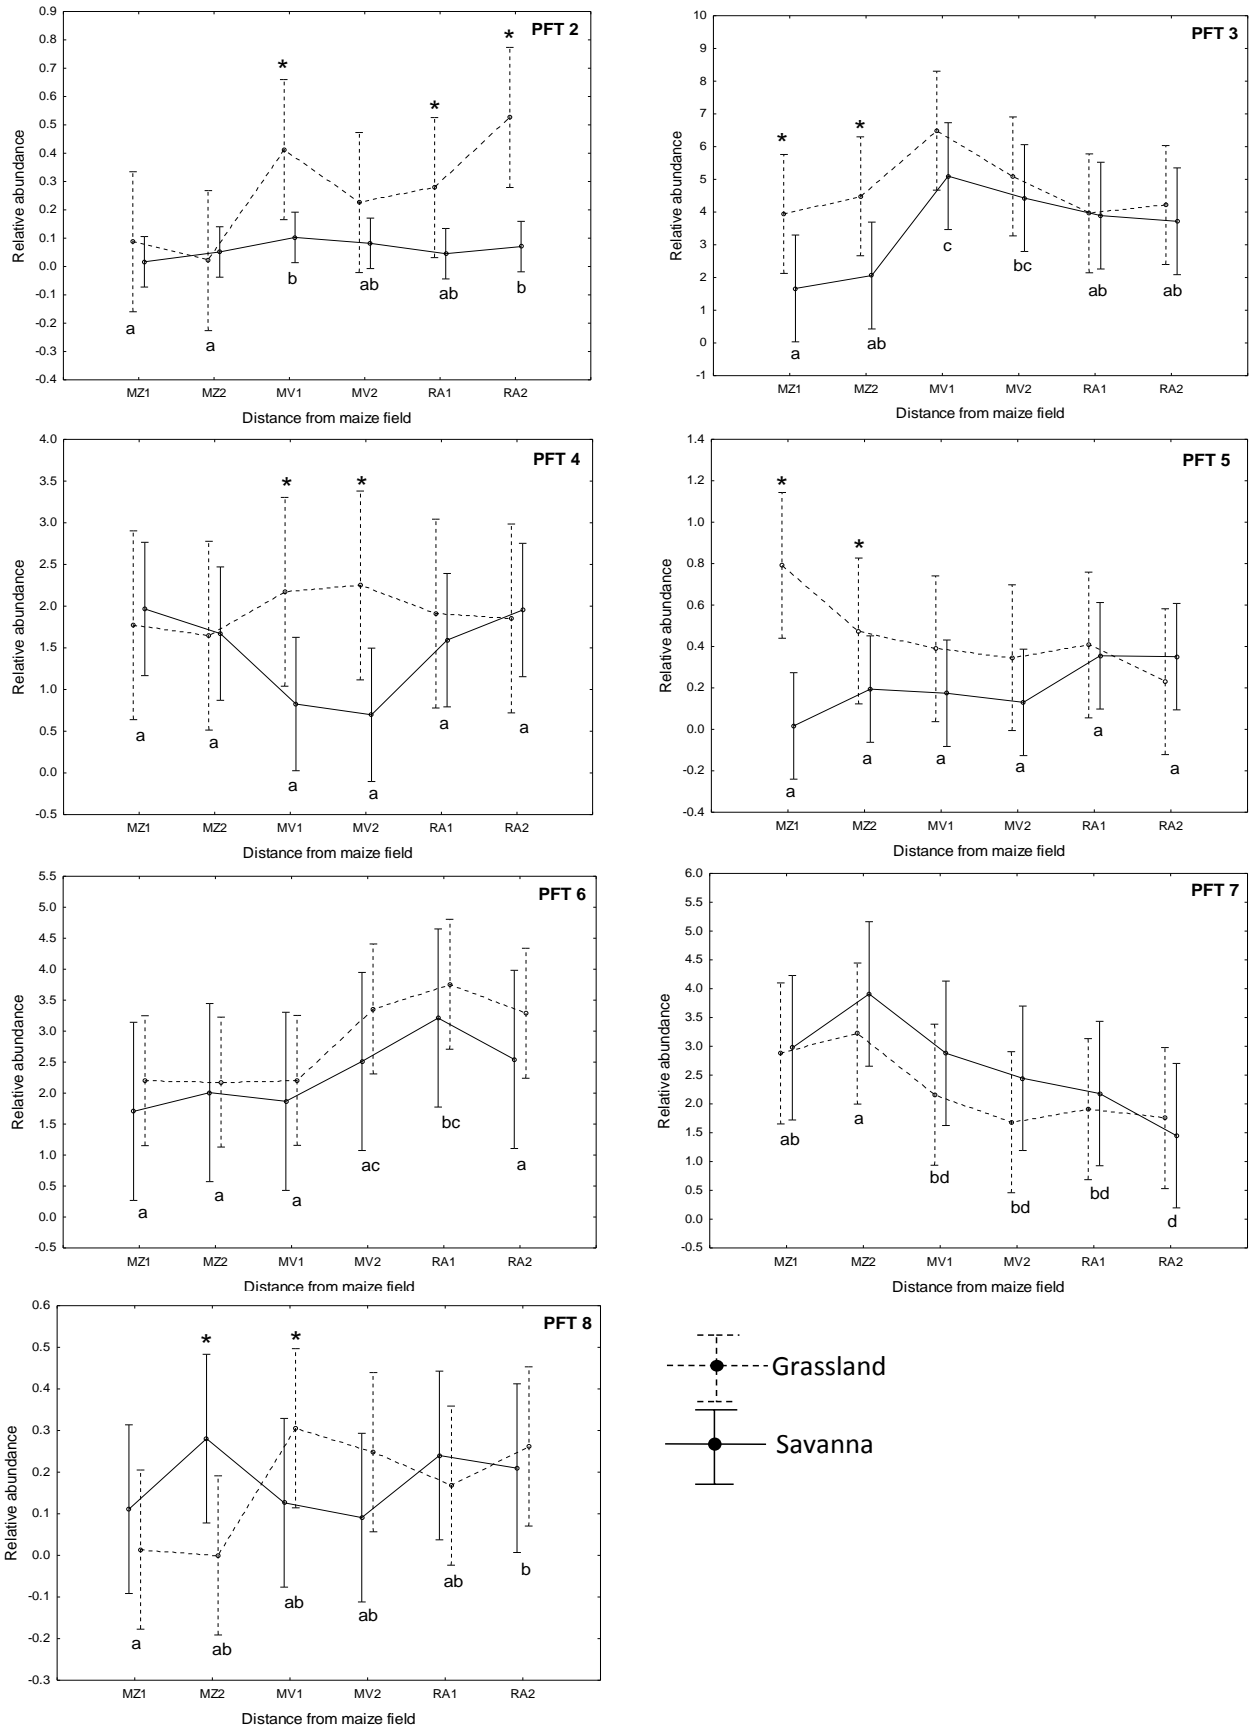 PFT 2
0.9
0.8
0.7
0.6
0.5
0.4
0.3
0.2
0.1
0.0
-0.1
-0.2
-0.3
-0.4
Relative abundance
* * *
*
a a b ab ab b
MZ1 MZ2 MV1 MV2 RA1 RA2
Distance from maize field
PFT 3
10
9
8
7
6
5
4
3
2
1
0
-1
Relative abundance
* *
a ab c bc ab ab
MZ1 MZ2 MV1 MV2 RA1 RA2
Distance from maize field
PFT 4
4.0
3.5
3.0
2.5
2.0
1.5
1.0
0.5
0.0
-0.5
Relative abundance
* *
a a a a a a
MZ1 MZ2 MV1 MV2 RA1 RA2
Distance from maize field
PFT 5
1.4
1.2
1.0
0.8
0.6
0.4
0.2
0.0
-0.2
-0.4
Relative abundance
* *
a a a a a a
MZ1 MZ2 MV1 MV2 RA1 RA2
Distance from maize field
PFT 6
5.5
5.0
4.5
4.0
3.5
3.0
2.5
2.0
1.5
1.0
0.5
0.0
-0.5
Relative abundance
a a a ac bc a
MZ1 MZ2 MV1 MV2 RA1 RA2
Distance from maize field
PFT 7
6.0
5.5
5.0
4.5
4.0
3.5
3.0
2.5
2.0
1.5
1.0
0.5
0.0
-0.5
Relative abundance
ab a bd bd bd d
MZ1 MZ2 MV1 MV2 RA1 RA2
Distance from maize field
PFT 8
0.6
0.5
0.4
0.3
0.2
0.1
0.0
-0.1
-0.2
-0.3
Relative abundance
* *
a ab ab ab ab b
MZ1 MZ2 MV1 MV2 RA1 RA2
Distance from maize field
Grassland
Savanna